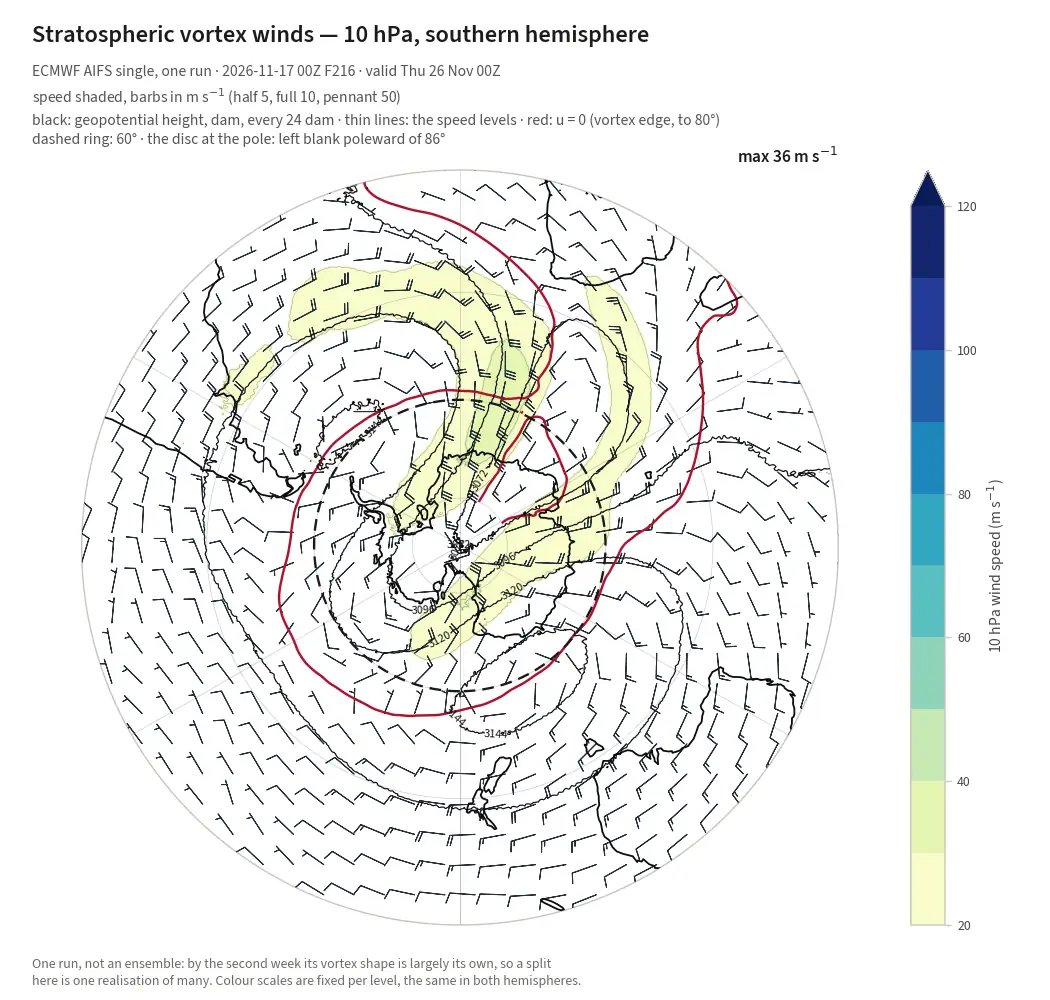 Stratospheric vortex winds — 10 hPa, southern hemisphere
ECMWF AIFS single, one run · 2026-11-17 00Z F216 · valid Thu 26 Nov 00Z
speed shaded, barbs in m s⁻¹ (half 5, full 10, pennant 50)
black: geopotential height, dam, every 24 dam · thin lines: the speed levels · red: u = 0 (vortex edge, to 80°)
dashed ring: 60° · the disc at the pole: left blank poleward of 86°
max 36 m s⁻¹
120
100
80
60
40
20
10 hPa wind speed (m s⁻¹)
3072
3096
3120
3096
3120
3144
3144
One run, not an ensemble: by the second week its vortex shape is largely its own, so a split
here is one realisation of many. Colour scales are fixed per level, the same in both hemispheres.